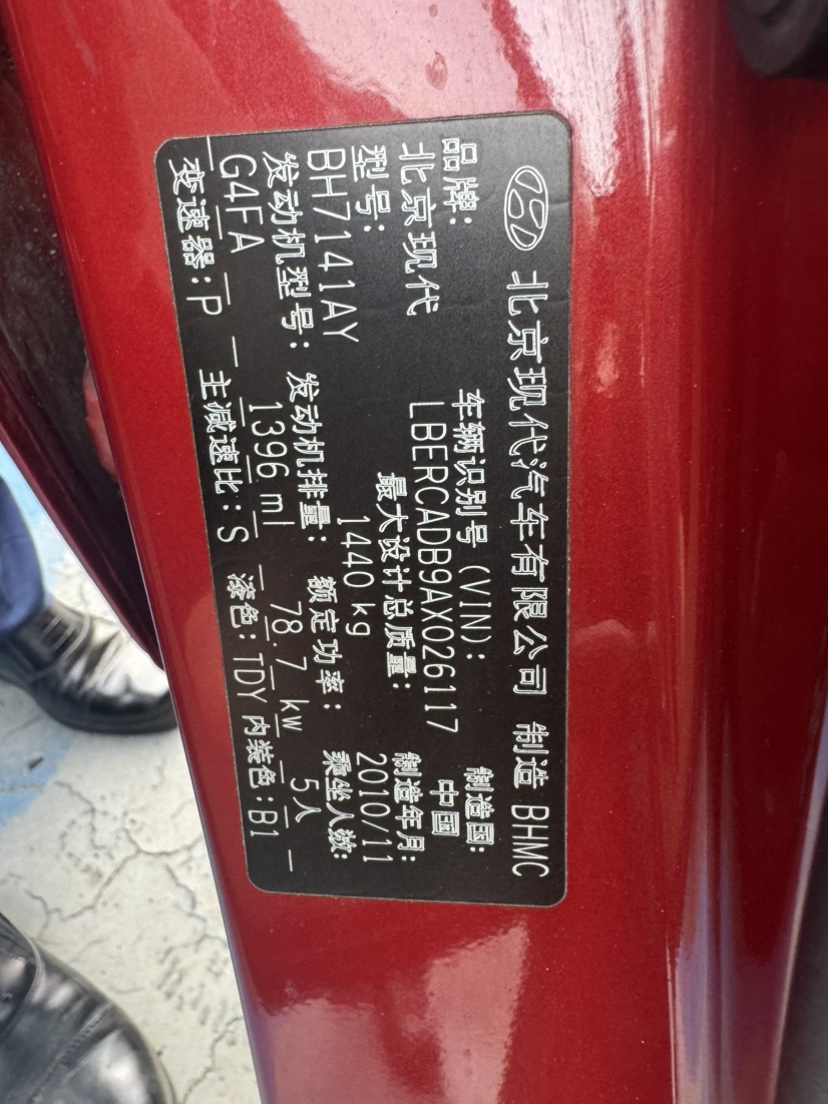 北京现代汽车有限公司 制造 BHMC
品牌: 车辆识别号(VIN): 制造国:
北京现代 LBERCADB9AX026117 中国
型号: 最大设计总质量: 制造年月:
BH7141AY 1440 kg 2010/11
发动机型号: 发动机排量: 额定功率: 乘坐人数:
G4FA 1396 ml 78.7 kw 5人
变速器:P 主减速比:S 漆色:TDY 内装色:B1